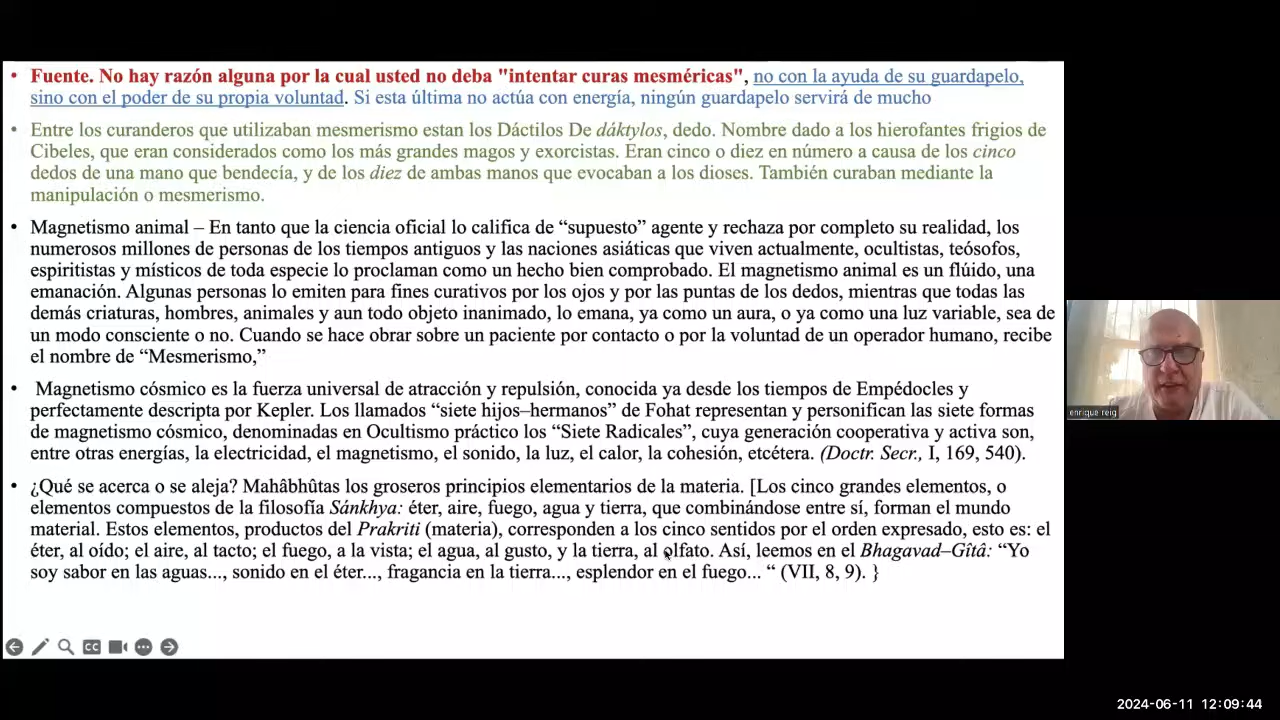 • Fuente. No hay razón alguna por la cual usted no deba "intentar curas mesméricas", no con la ayuda de su guardapelo,
sino con el poder de su propia voluntad. Si esta última no actúa con energía, ningún guardapelo servirá de mucho
• Entre los curanderos que utilizaban mesmerismo estan los Dáctilos De dáktylos, dedo. Nombre dado a los hierofantes frigios de
Cibeles, que eran considerados como los más grandes magos y exorcistas. Eran cinco o diez en número a causa de los cinco
dedos de una mano que bendecía, y de los diez de ambas manos que evocaban a los dioses. También curaban mediante la
manipulación o mesmerismo.
• Magnetismo animal – En tanto que la ciencia oficial lo califica de “supuesto” agente y rechaza por completo su realidad, los
numerosos millones de personas de los tiempos antiguos y las naciones asiáticas que viven actualmente, ocultistas, teósofos,
espiritistas y místicos de toda especie lo proclaman como un hecho bien comprobado. El magnetismo animal es un flúido, una
emanación. Algunas personas lo emiten para fines curativos por los ojos y por las puntas de los dedos, mientras que todas las
demás criaturas, hombres, animales y aun todo objeto inanimado, lo emana, ya como un aura, o ya como una luz variable, sea de
un modo consciente o no. Cuando se hace obrar sobre un paciente por contacto o por la voluntad de un operador humano, recibe
el nombre de “Mesmerismo,”
• Magnetismo cósmico es la fuerza universal de atracción y repulsión, conocida ya desde los tiempos de Empédocles y
perfectamente descripta por Kepler. Los llamados “siete hijos–hermanos” de Fohat representan y personifican las siete formas
de magnetismo cósmico, denominadas en Ocultismo práctico los “Siete Radicales”, cuya generación cooperativa y activa son,
entre otras energías, la electricidad, el magnetismo, el sonido, la luz, el calor, la cohesión, etcétera. (Doctr. Secr., I, 169, 540).
• ¿Qué se acerca o se aleja? Mahâbhûtas los groseros principios elementarios de la materia. [Los cinco grandes elementos, o
elementos compuestos de la filosofía Sánkhya: éter, aire, fuego, agua y tierra, que combinándose entre sí, forman el mundo
material. Estos elementos, productos del Prakriti (materia), corresponden a los cinco sentidos por el orden expresado, esto es: el
éter, al oído; el aire, al tacto; el fuego, a la vista; el agua, al gusto, y la tierra, al olfato. Así, leemos en el Bhagavad–Gîtâ: “Yo
soy sabor en las aguas..., sonido en el éter..., fragancia en la tierra..., esplendor en el fuego... “ (VII, 8, 9). }
CC
enrique reig
2024-06-11 12:09:44